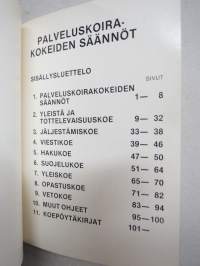 PALVELUSKOIRA-
KOKEIDEN SÄÄNNÖT
SISÄLLYSLUETTELO
SIVUT
1. PALVELUSKOIRAKOKEIDEN
SÄÄNNÖT 1— 8
2. YLEISTÄ JA
TOTTELEVAISUUSKOE 9— 32
3. JÄLJESTÄMISKOE 33— 38
4. VIESTIKOE 39— 46
5. HAKUKOE 47— 50
6. SUOJELUKOE 51— 64
7. YLEISKOE 65— 70
8. OPASTUSKOE 71— 82
9. VETOKOE 83— 94
10. MUUT OHJEET 95—100
11. KOEPÖYTÄKIRJAT 101—